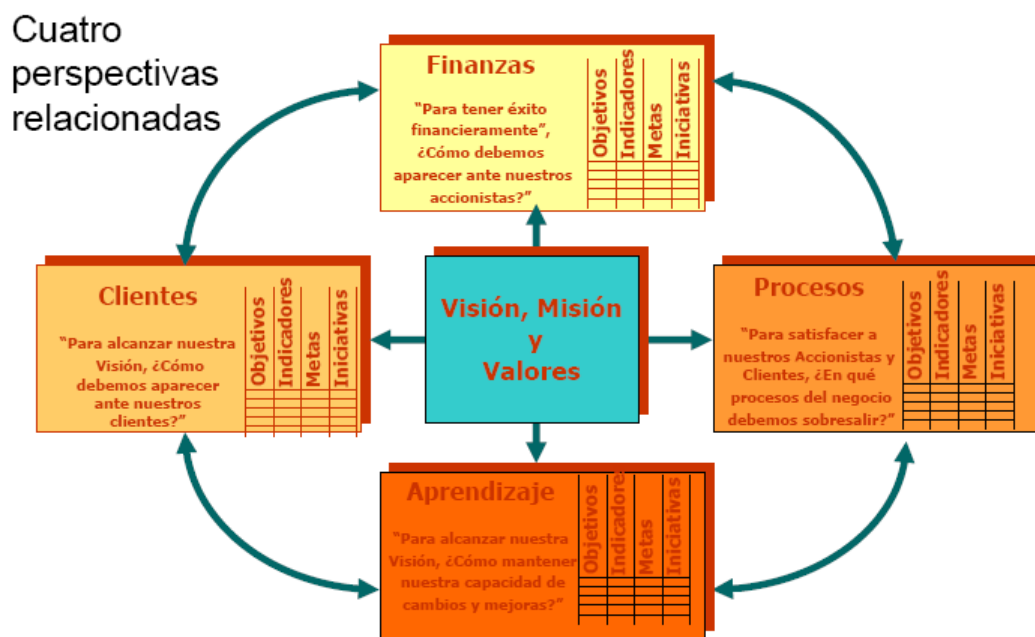 Cuatro
perspectivas
relacionadas
Finanzas
“Para tener éxito
financieramente”,
¿Cómo debemos
aparecer ante nuestros
accionistas?”
Objetivos
Indicadores
Metas
Iniciativas
Clientes
“Para alcanzar nuestra
Visión, ¿Cómo
debemos aparecer
ante nuestros
clientes?”
Objetivos
Indicadores
Metas
Iniciativas
Visión, Misión
y
Valores
Procesos
“Para satisfacer a
nuestros Accionistas y
Clientes, ¿En qué
procesos del negocio
debemos sobresalir?”
Objetivos
Indicadores
Metas
Iniciativas
Aprendizaje
“Para alcanzar nuestra
Visión, ¿Cómo mantener
nuestra capacidad de
cambios y mejoras?”
Objetivos
Indicadores
Metas
Iniciativas